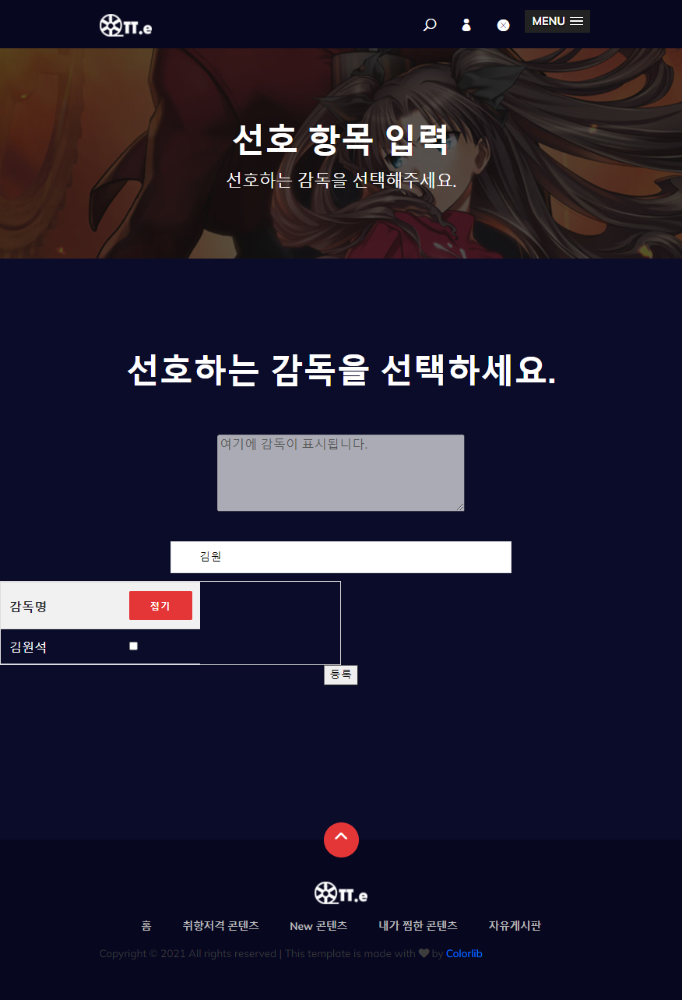 TT.e
MENU
선호 항목 입력
선호하는 감독을 선택해주세요.
선호하는 감독을 선택하세요.
여기에 감독이 표시됩니다.
김원
감독명 접기
김원석
등록
TT.e
홈 취향저격 콘텐츠 New 콘텐츠 내가 찜한 콘텐츠 자유게시판
Copyright © 2021 All rights reserved | This template is made with ♥ by Colorlib